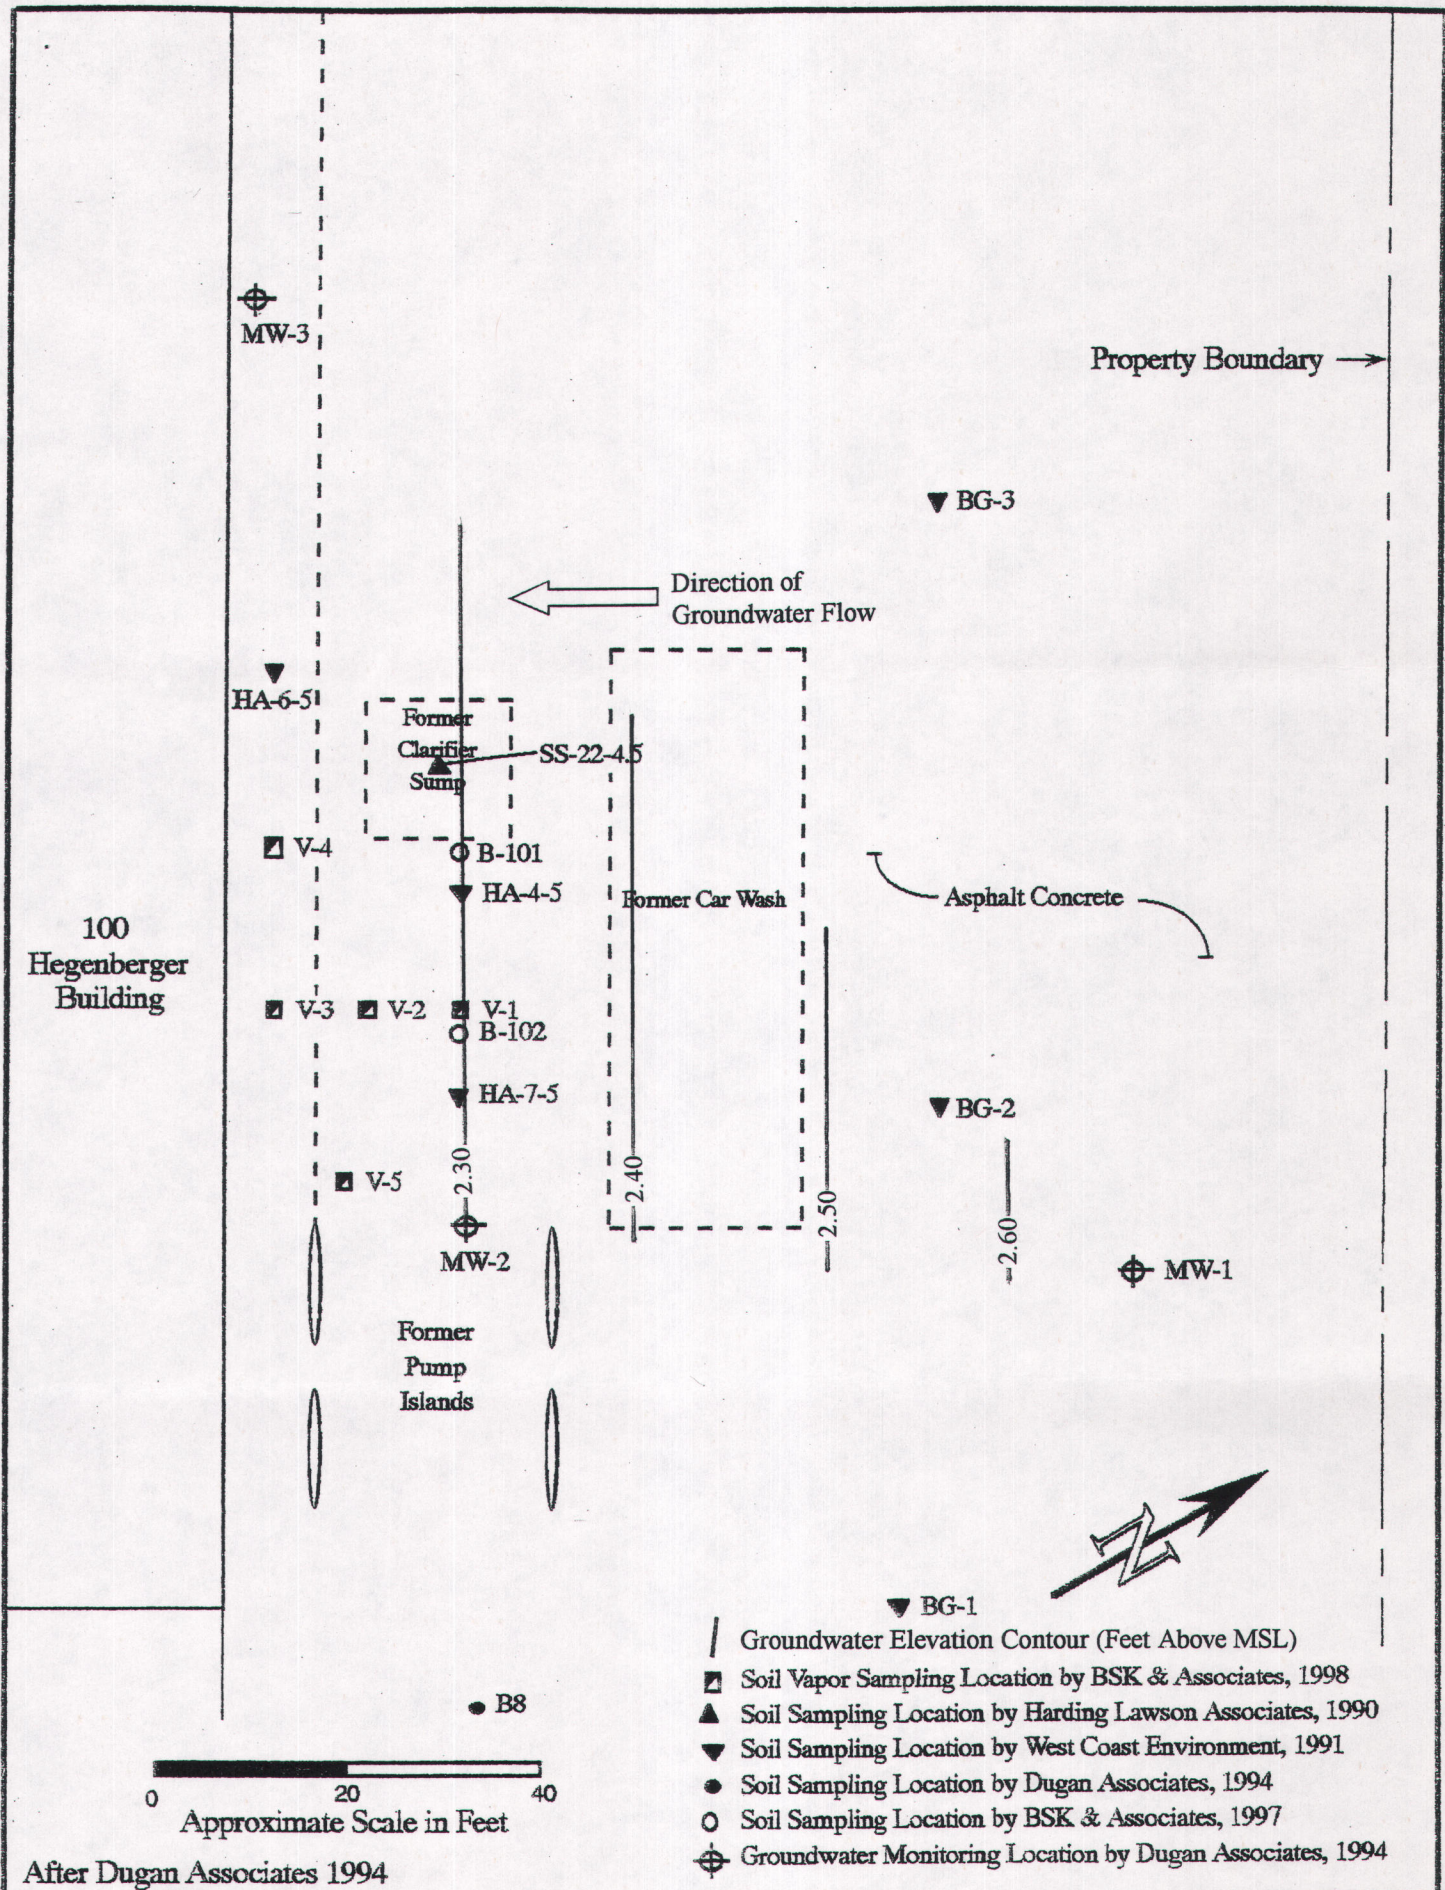 MW-3
Property Boundary
BG-3
Direction of
Groundwater Flow
HA-6-5
Former
Clarifier
Sump
SS-22-4.5
V-4
B-101
HA-4-5
Former Car Wash
Asphalt Concrete
100
Hegenberger
Building
V-3
V-2
V-1
B-102
HA-7-5
BG-2
V-5
2.30
2.40
2.50
2.60
MW-2
MW-1
Former
Pump
Islands
N
BG-1
Groundwater Elevation Contour (Feet Above MSL)
Soil Vapor Sampling Location by BSK & Associates, 1998
B8
Soil Sampling Location by Harding Lawson Associates, 1990
Soil Sampling Location by West Coast Environment, 1991
Soil Sampling Location by Dugan Associates, 1994
Soil Sampling Location by BSK & Associates, 1997
Groundwater Monitoring Location by Dugan Associates, 1994
0 20 40
Approximate Scale in Feet
After Dugan Associates 1994